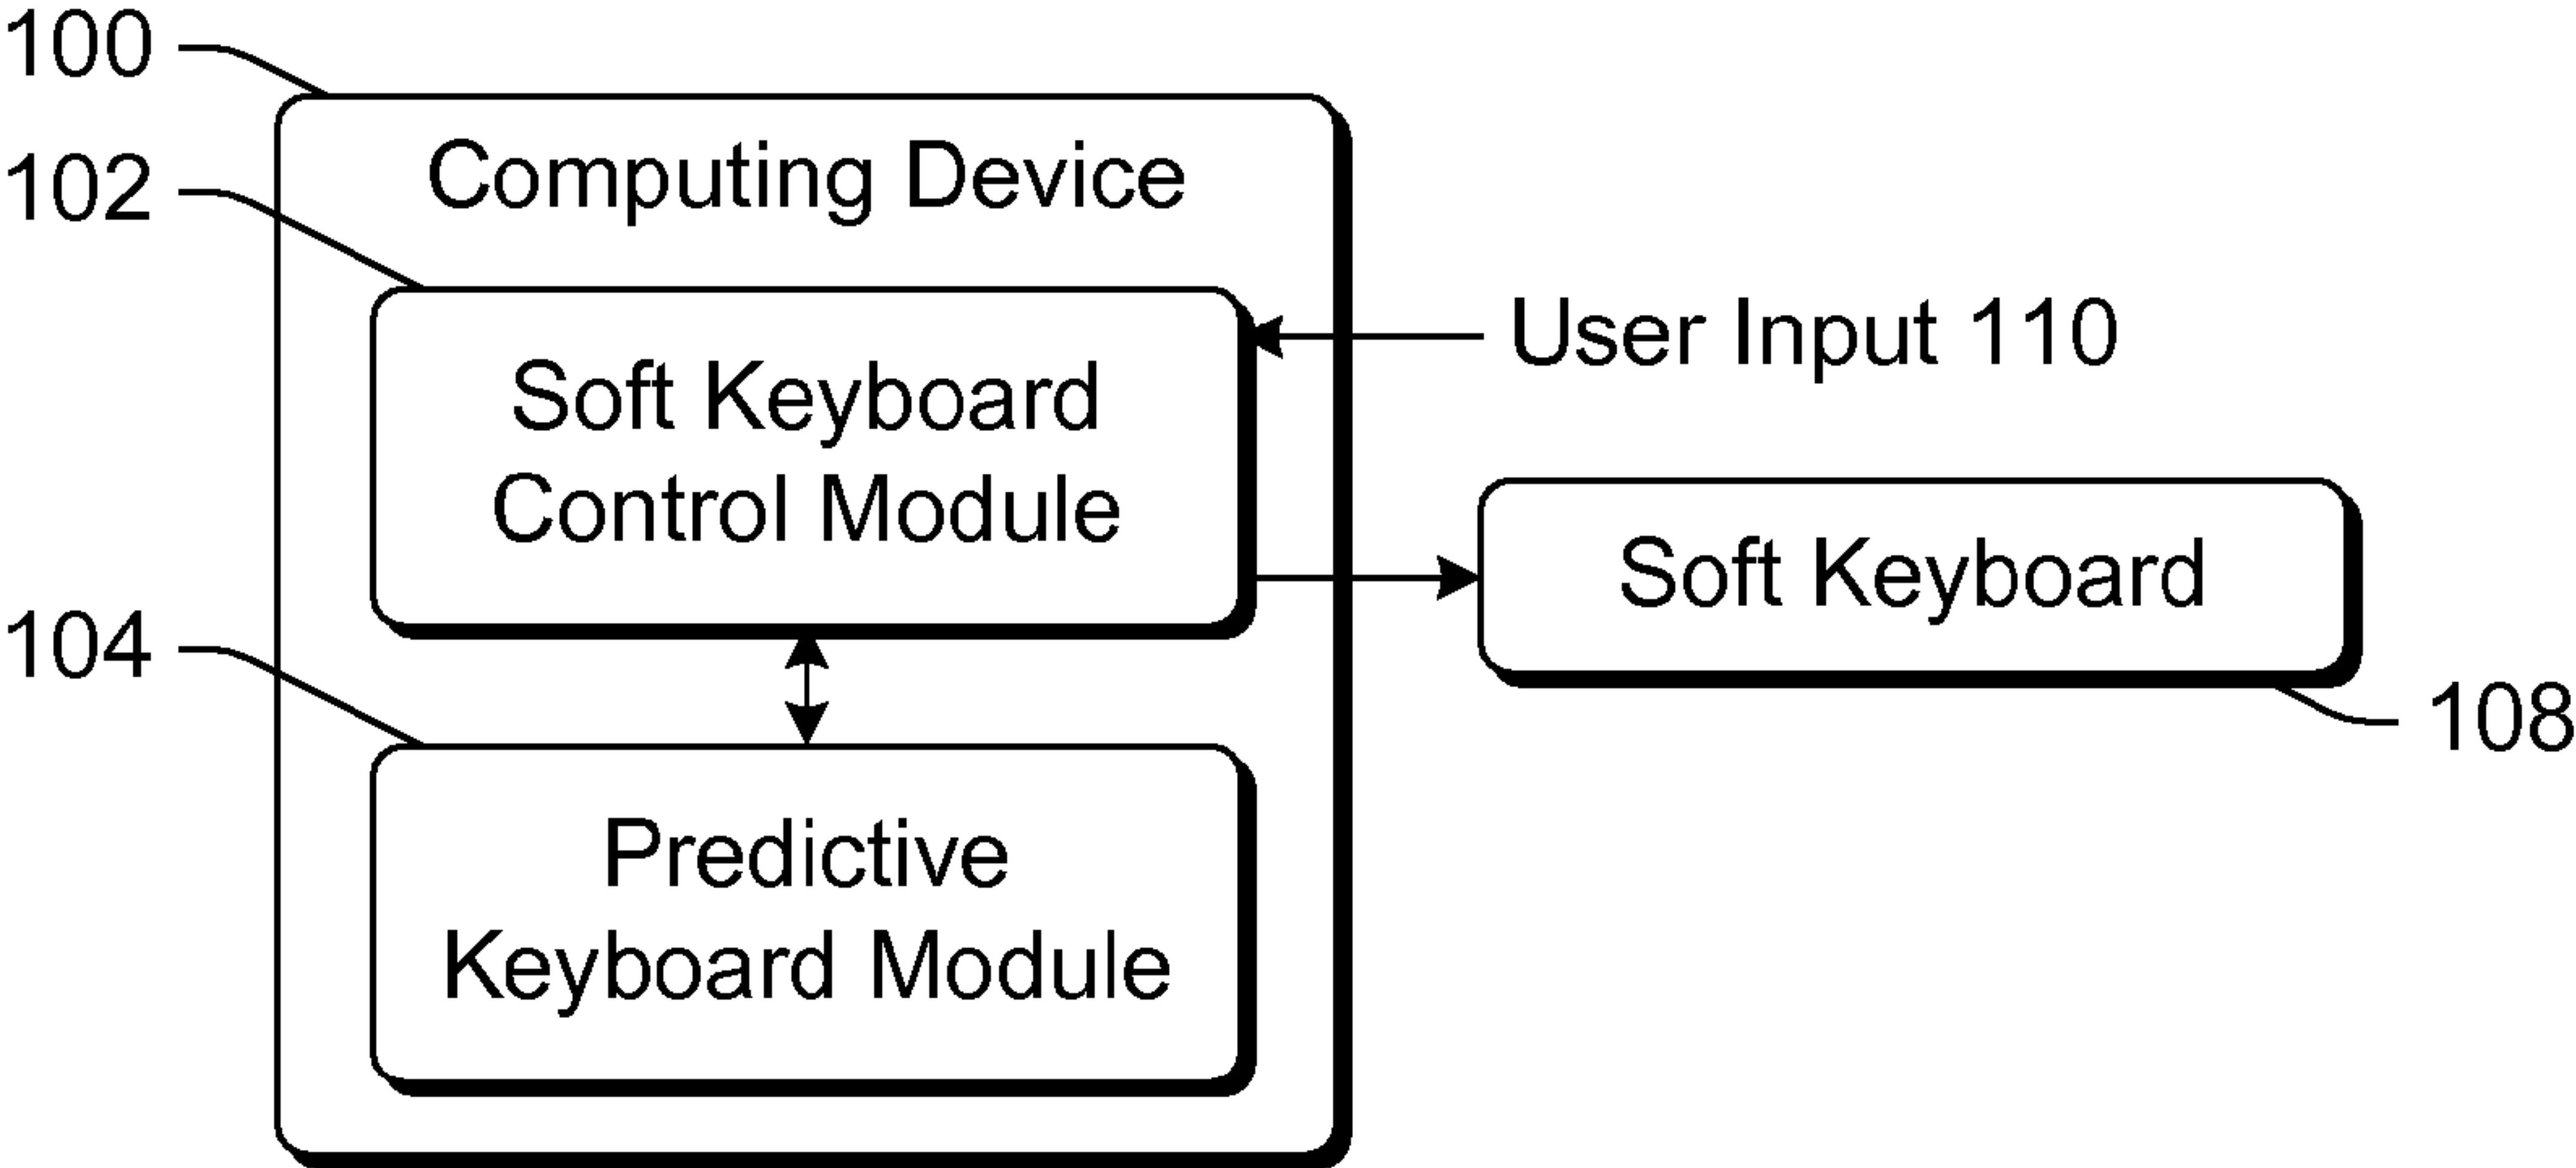 100
Computing Device
102
User Input 110
Soft Keyboard
Control Module
Soft Keyboard
104
108
Predictive
Keyboard Module